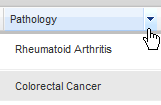 Pathology
Rheumatoid Arthritis
Colorectal Cancer